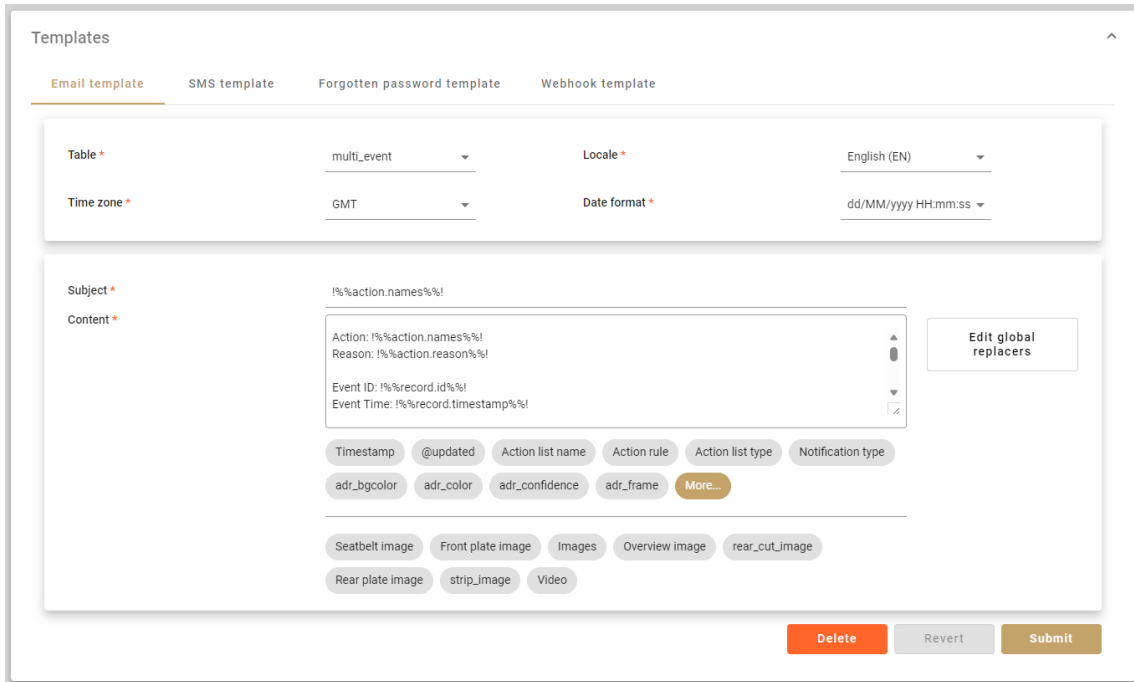 Templates
Email template SMS template Forgotten password template Webhook template
Table * multi_event Locale * English (EN)
Time zone * GMT Date format * dd/MM/yyyy HH:mm:ss
Subject * !%%action.names%%!
Content *
Action: !%%action.names%%!
Reason: !%%action.reason%%!
Event ID: !%%record.id%%!
Event Time: !%%record.timestamp%%!
Edit global
replacers
Timestamp @updated Action list name Action rule Action list type Notification type
adr_bgcolor adr_color adr_confidence adr_frame More...
Seatbelt image Front plate image Images Overview image rear_cut_image
Rear plate image strip_image Video
Delete Revert Submit